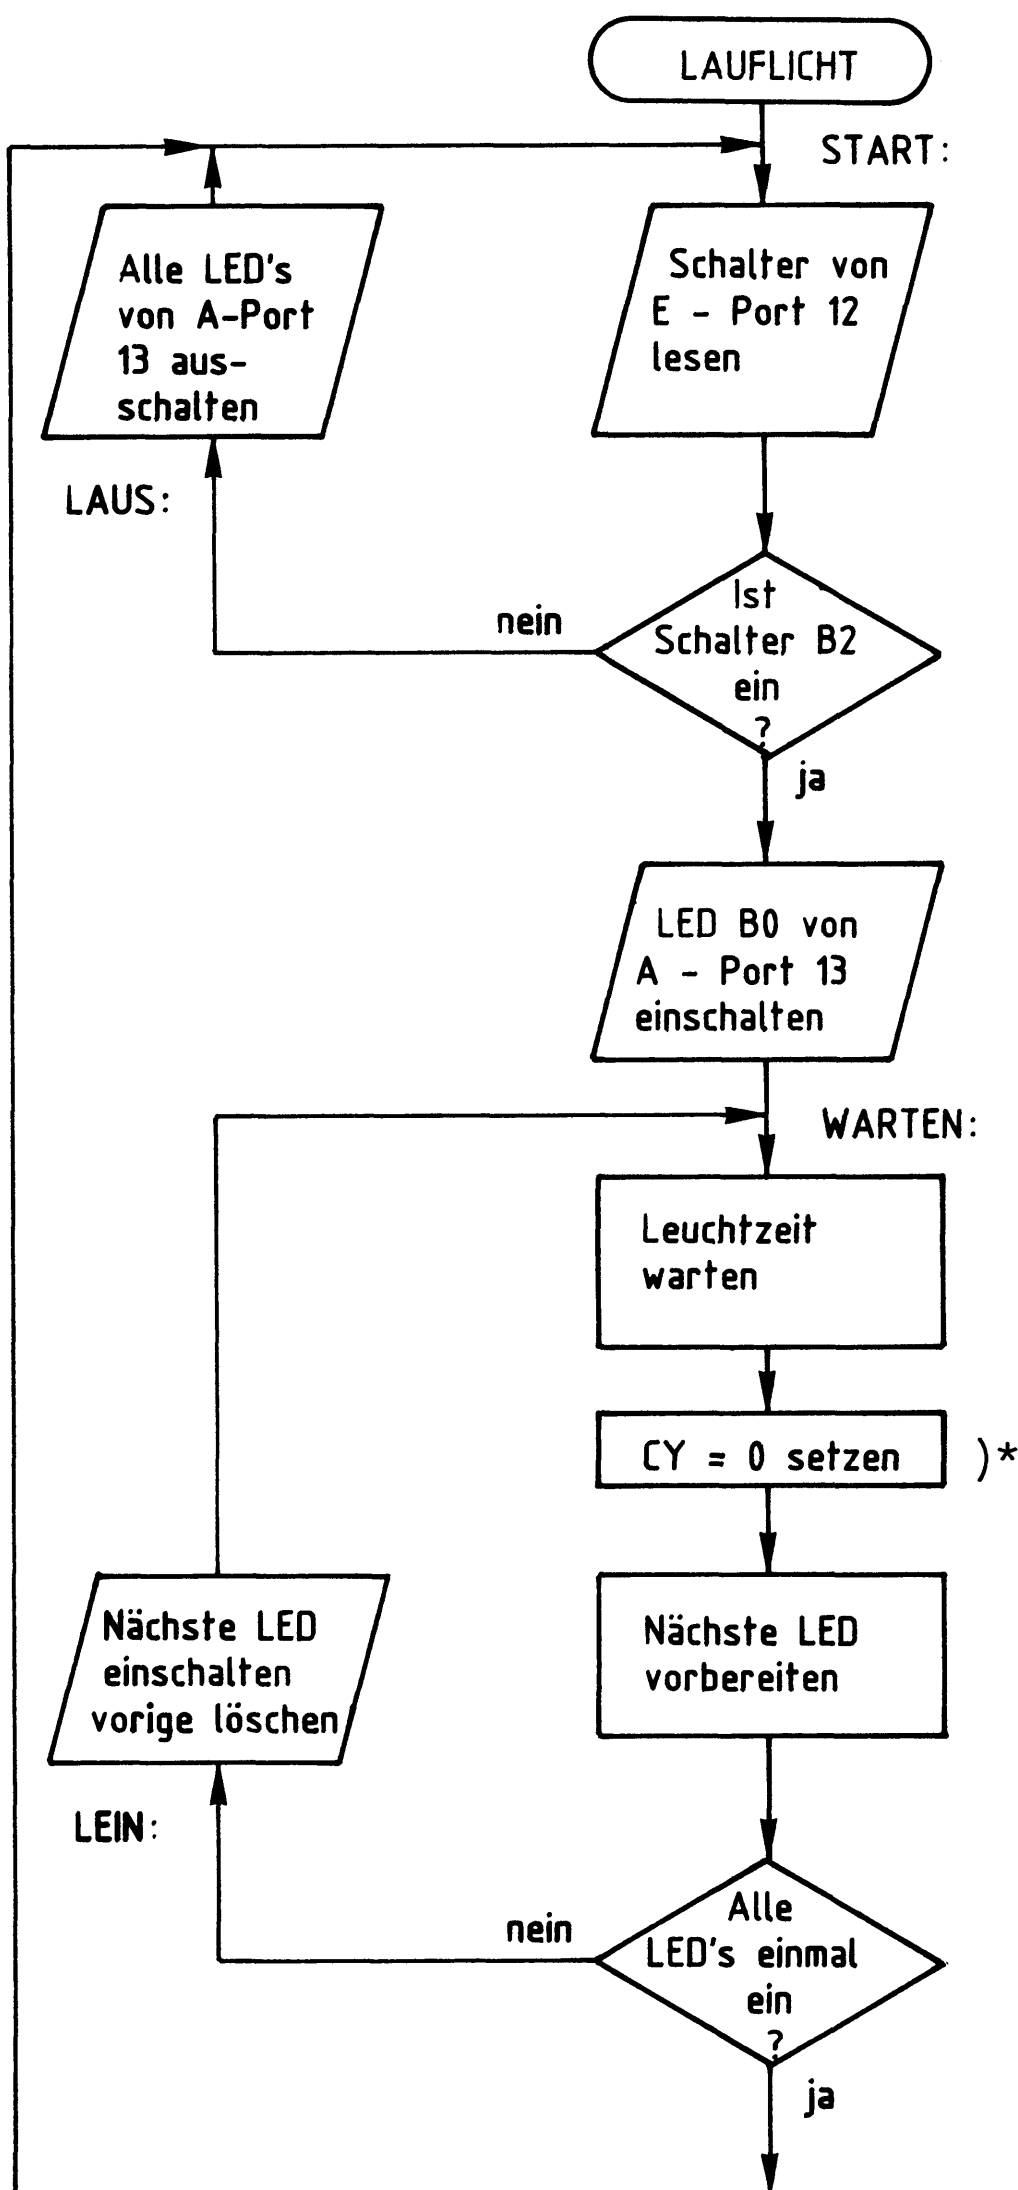 LAUFLICHT
START:
Schalter von
E - Port 12
lesen
Alle LED's
von A-Port
13 aus-
schalten
LAUS:
Ist
Schalter B2
ein
?
nein
ja
LED B0 von
A - Port 13
einschalten
WARTEN:
Leuchtzeit
warten
CY = 0 setzen )*
Nächste LED
vorbereiten
Nächste LED
einschalten
vorige löschen
LEIN:
Alle
LED's einmal
ein
?
nein
ja